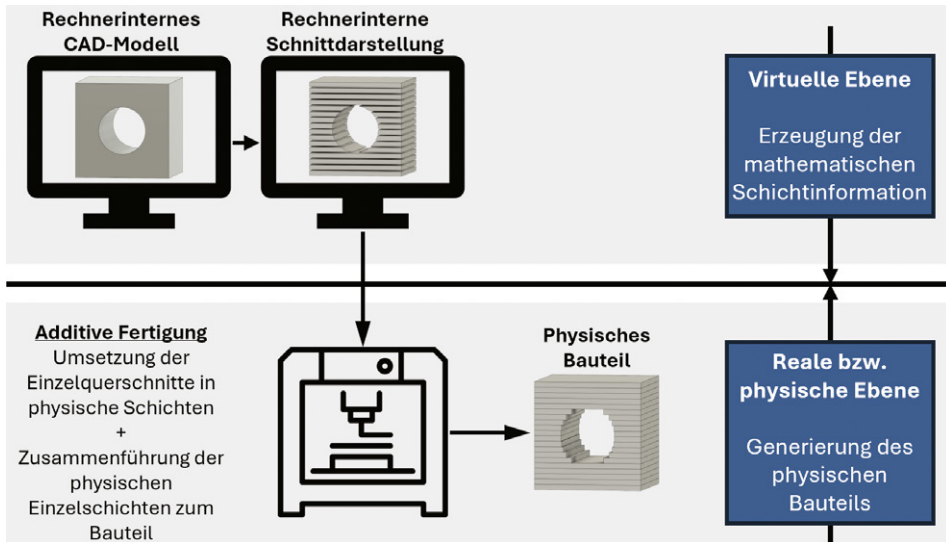 Rechnerinternes
CAD-Modell
Rechnerinterne
Schnittdarstellung
Virtuelle Ebene
Erzeugung der
mathematischen
Schichtinformation
Additive Fertigung
Umsetzung der
Einzelquerschnitte in
physische Schichten
+
Zusammenführung der
physischen
Einzelschichten zum
Bauteil
Physisches
Bauteil
Reale bzw.
physische Ebene
Generierung des
physischen
Bauteils